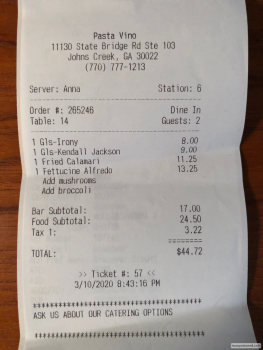 Pasta Vino
11130 State Bridge Rd Ste 103
Johns Creek, GA 30022
(770) 777-1213
Server: Anna Station: 6
Order #: 265246 Dine In
Table: 14 Guests: 2
1 Gls-Irony 8.00
1 Gls-Kendall Jackson 9.00
1 Fried Calamari 11.25
1 Fettucine Alfredo 13.25
Add mushrooms
Add broccoli
Bar Subtotal: 17.00
Food Subtotal: 24.50
Tax 1: 3.22
TOTAL: $44.72
>> Ticket #: 57 <<
3/10/2020 8:43:16 PM
ASK US ABOUT OUR CATERING OPTIONS